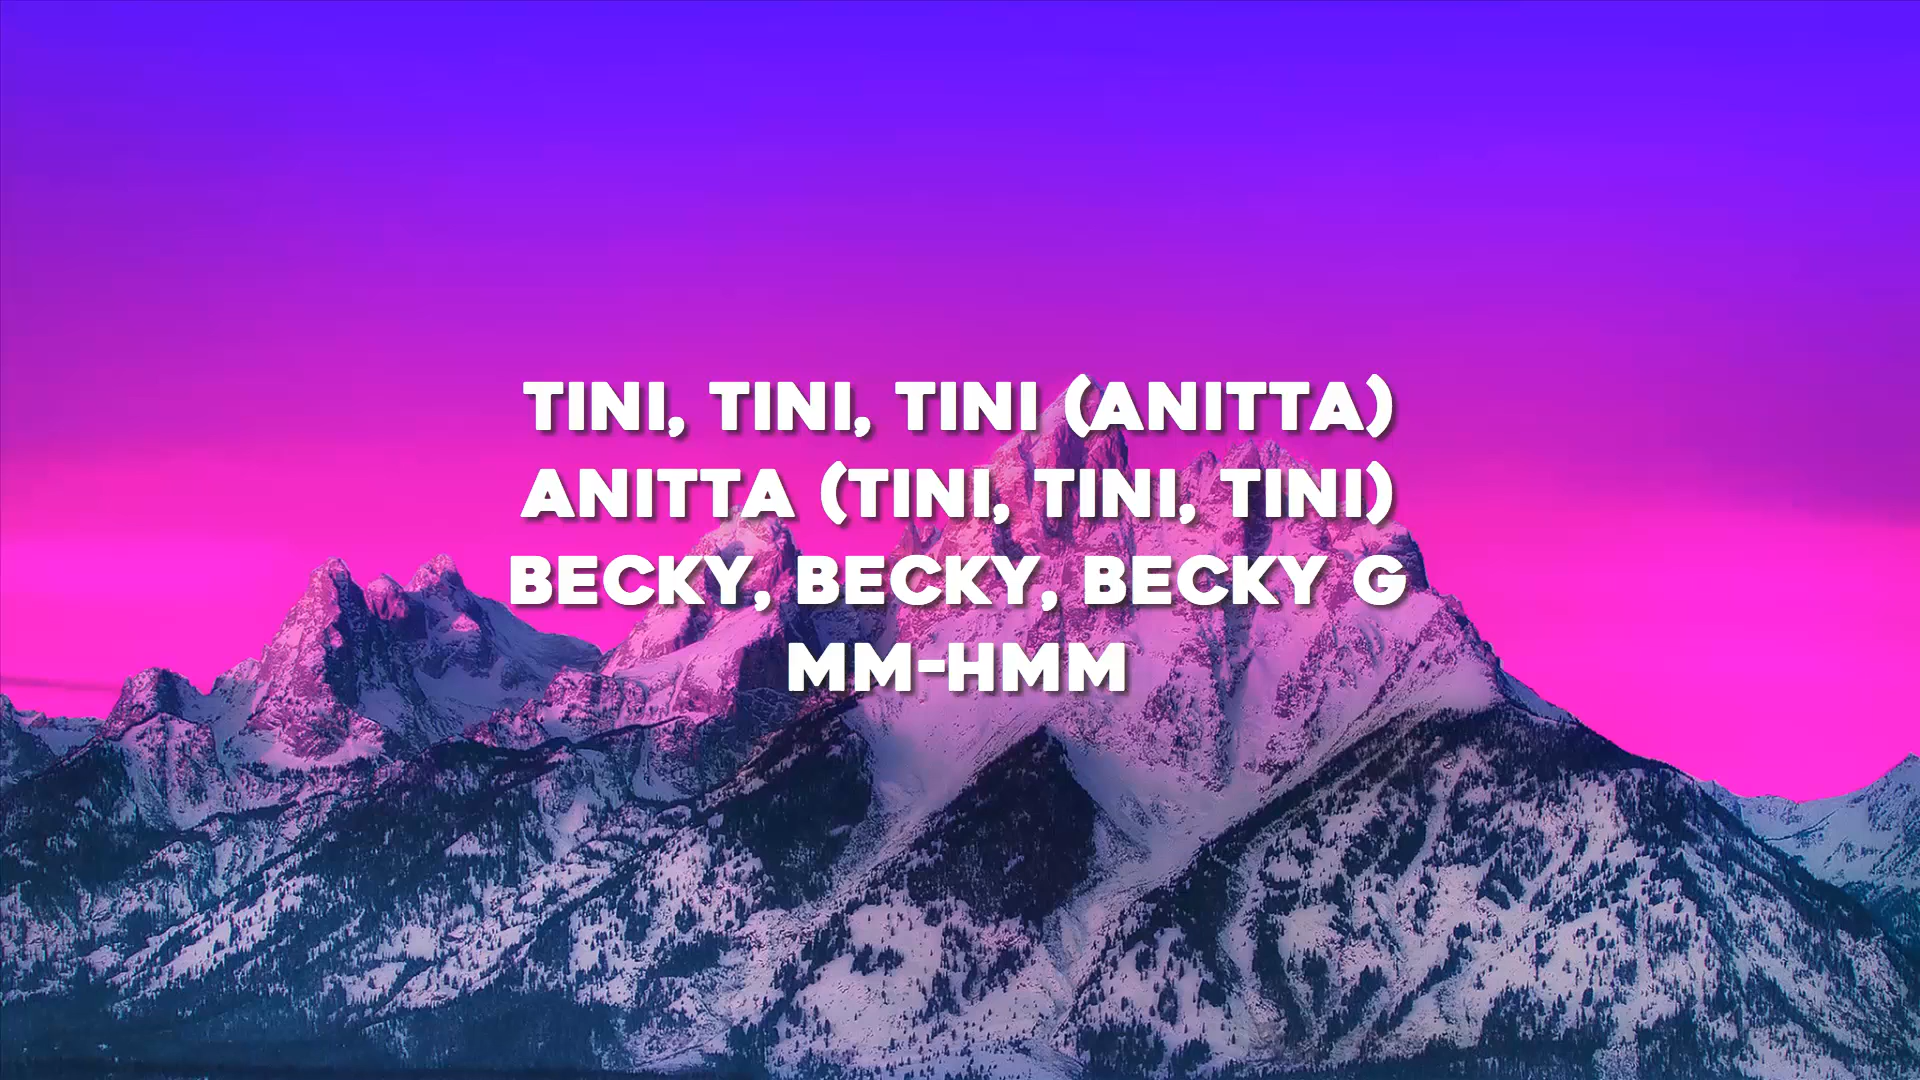 TINI, TINI, TINI (ANITTA)
ANITTA (TINI, TINI, TINI)
BECKY, BECKY, BECKY G
MM-HMM